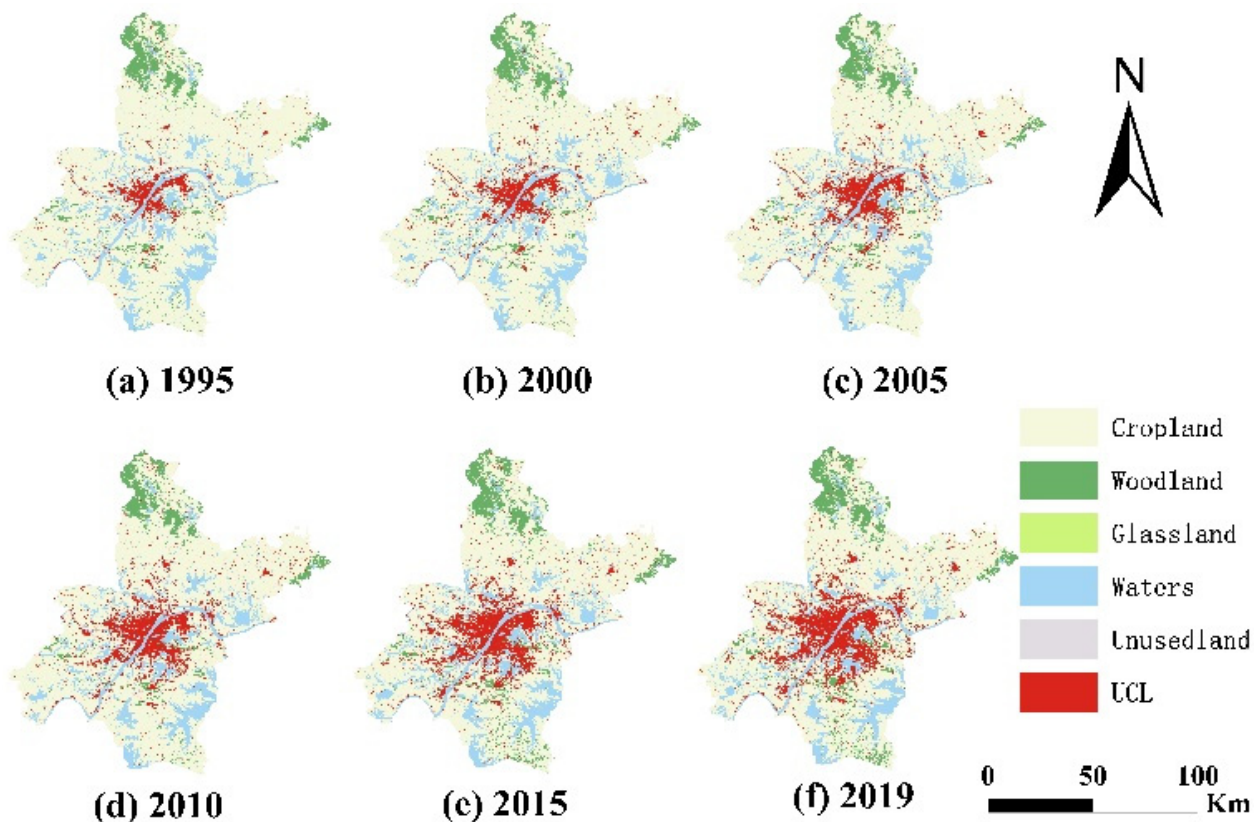 N
(a) 1995
(b) 2000
(c) 2005
Cropland
Woodland
Glassland
Waters
Unusedland
UCL
(d) 2010
(e) 2015
(f) 2019
0 50 100
Km